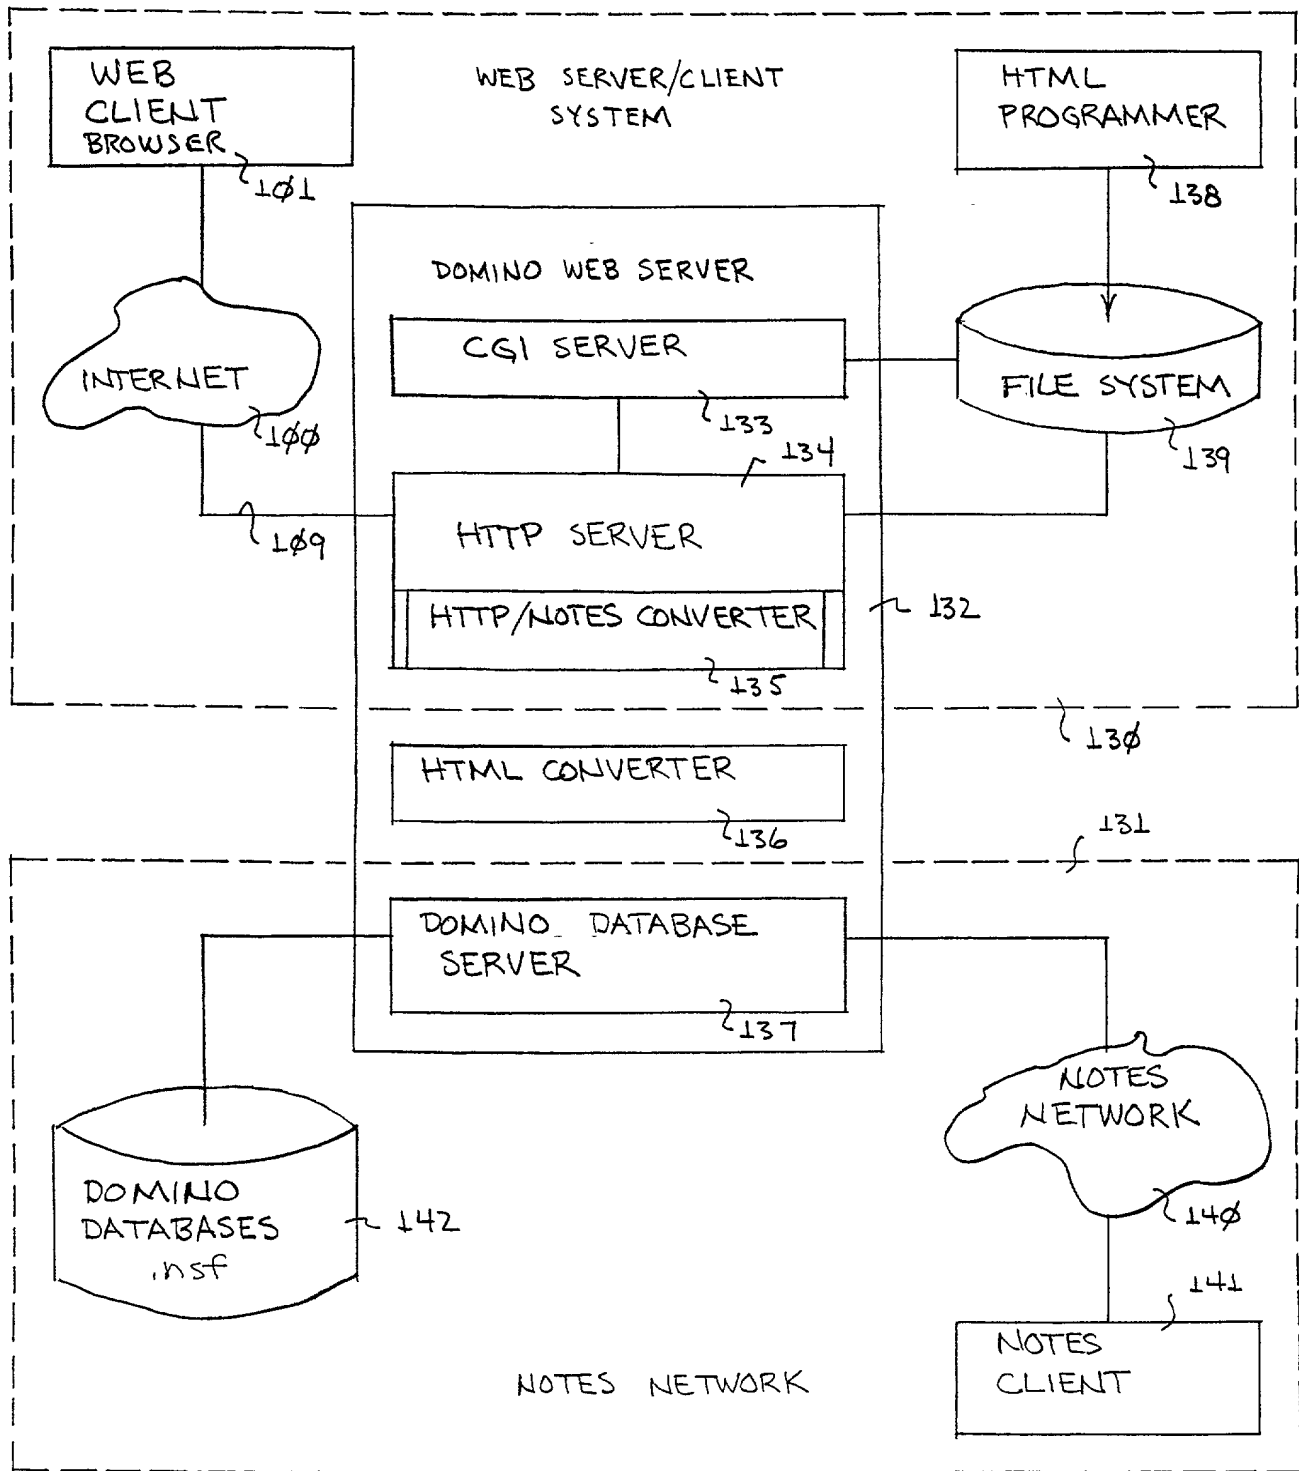 WEB
CLIENT
BROWSER
101
WEB SERVER/CLIENT
SYSTEM
HTML
PROGRAMMER
138
DOMINO WEB SERVER
CGI SERVER
133
INTERNET
100
FILE SYSTEM
139
134
109
HTTP SERVER
HTTP/NOTES CONVERTER
135
132
130
HTML CONVERTER
136
131
DOMINO DATABASE
SERVER
137
NOTES
NETWORK
140
DOMINO
DATABASES
.nsf
142
141
NOTES
CLIENT
NOTES NETWORK